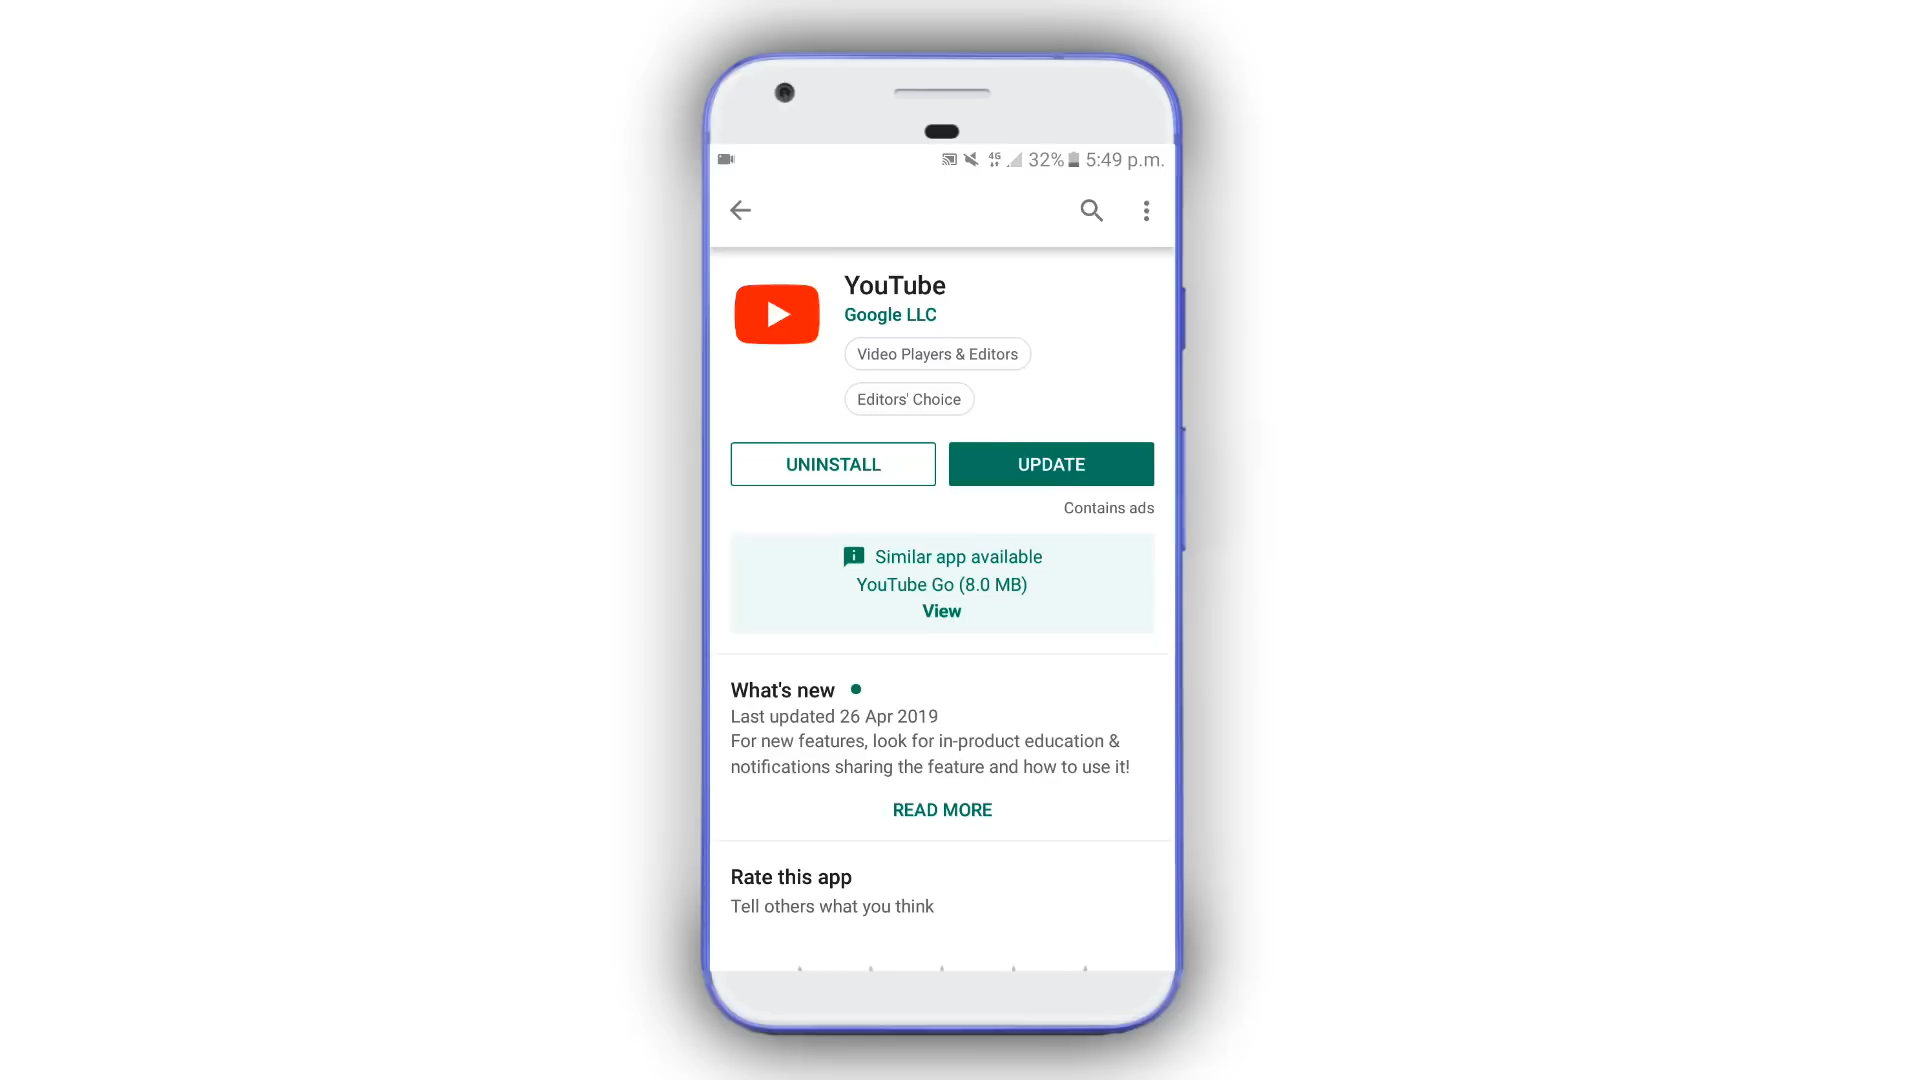 4G 32% 5:49 p.m.
YouTube
Google LLC
Video Players & Editors
Editors' Choice
UNINSTALL UPDATE
Contains ads
Similar app available
YouTube Go (8.0 MB)
View
What's new
Last updated 26 Apr 2019
For new features, look for in-product education &
notifications sharing the feature and how to use it!
READ MORE
Rate this app
Tell others what you think